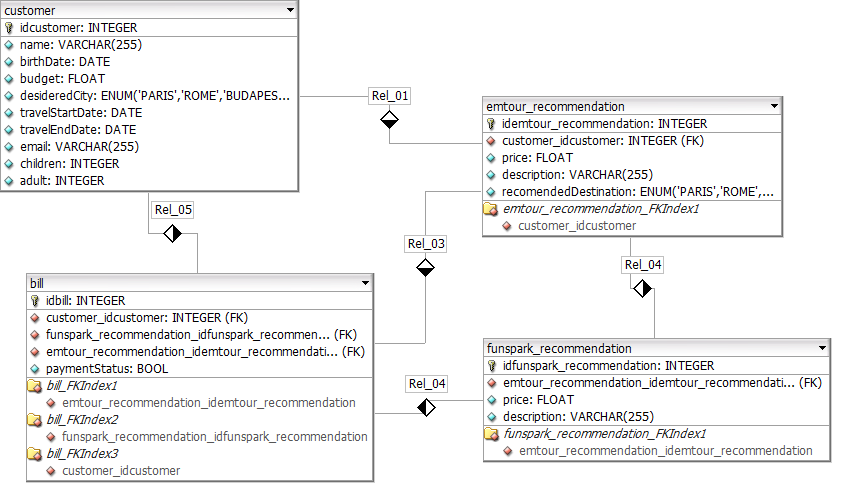 customer
idcustomer: INTEGER
name: VARCHAR(255)
birthDate: DATE
budget: FLOAT
desideredCity: ENUM('PARIS','ROME','BUDAPES...
travelStartDate: DATE
travelEndDate: DATE
email: VARCHAR(255)
children: INTEGER
adult: INTEGER
Rel_01
emtour_recommendation
idemtour_recommendation: INTEGER
customer_idcustomer: INTEGER (FK)
price: FLOAT
description: VARCHAR(255)
recomendedDestination: ENUM('PARIS','ROME',...
emtour_recommendation_FKIndex1
customer_idcustomer
Rel_05
Rel_03
Rel_04
bill
idbill: INTEGER
customer_idcustomer: INTEGER (FK)
funspark_recommendation_idfunspark_recommen... (FK)
emtour_recommendation_idemtour_recommendati... (FK)
paymentStatus: BOOL
bill_FKIndex1
emtour_recommendation_idemtour_recommendation
bill_FKIndex2
funspark_recommendation_idfunspark_recommendation
bill_FKIndex3
customer_idcustomer
Rel_04
funspark_recommendation
idfunspark_recommendation: INTEGER
emtour_recommendation_idemtour_recommendati... (FK)
price: FLOAT
description: VARCHAR(255)
funspark_recommendation_FKIndex1
emtour_recommendation_idemtour_recommendation